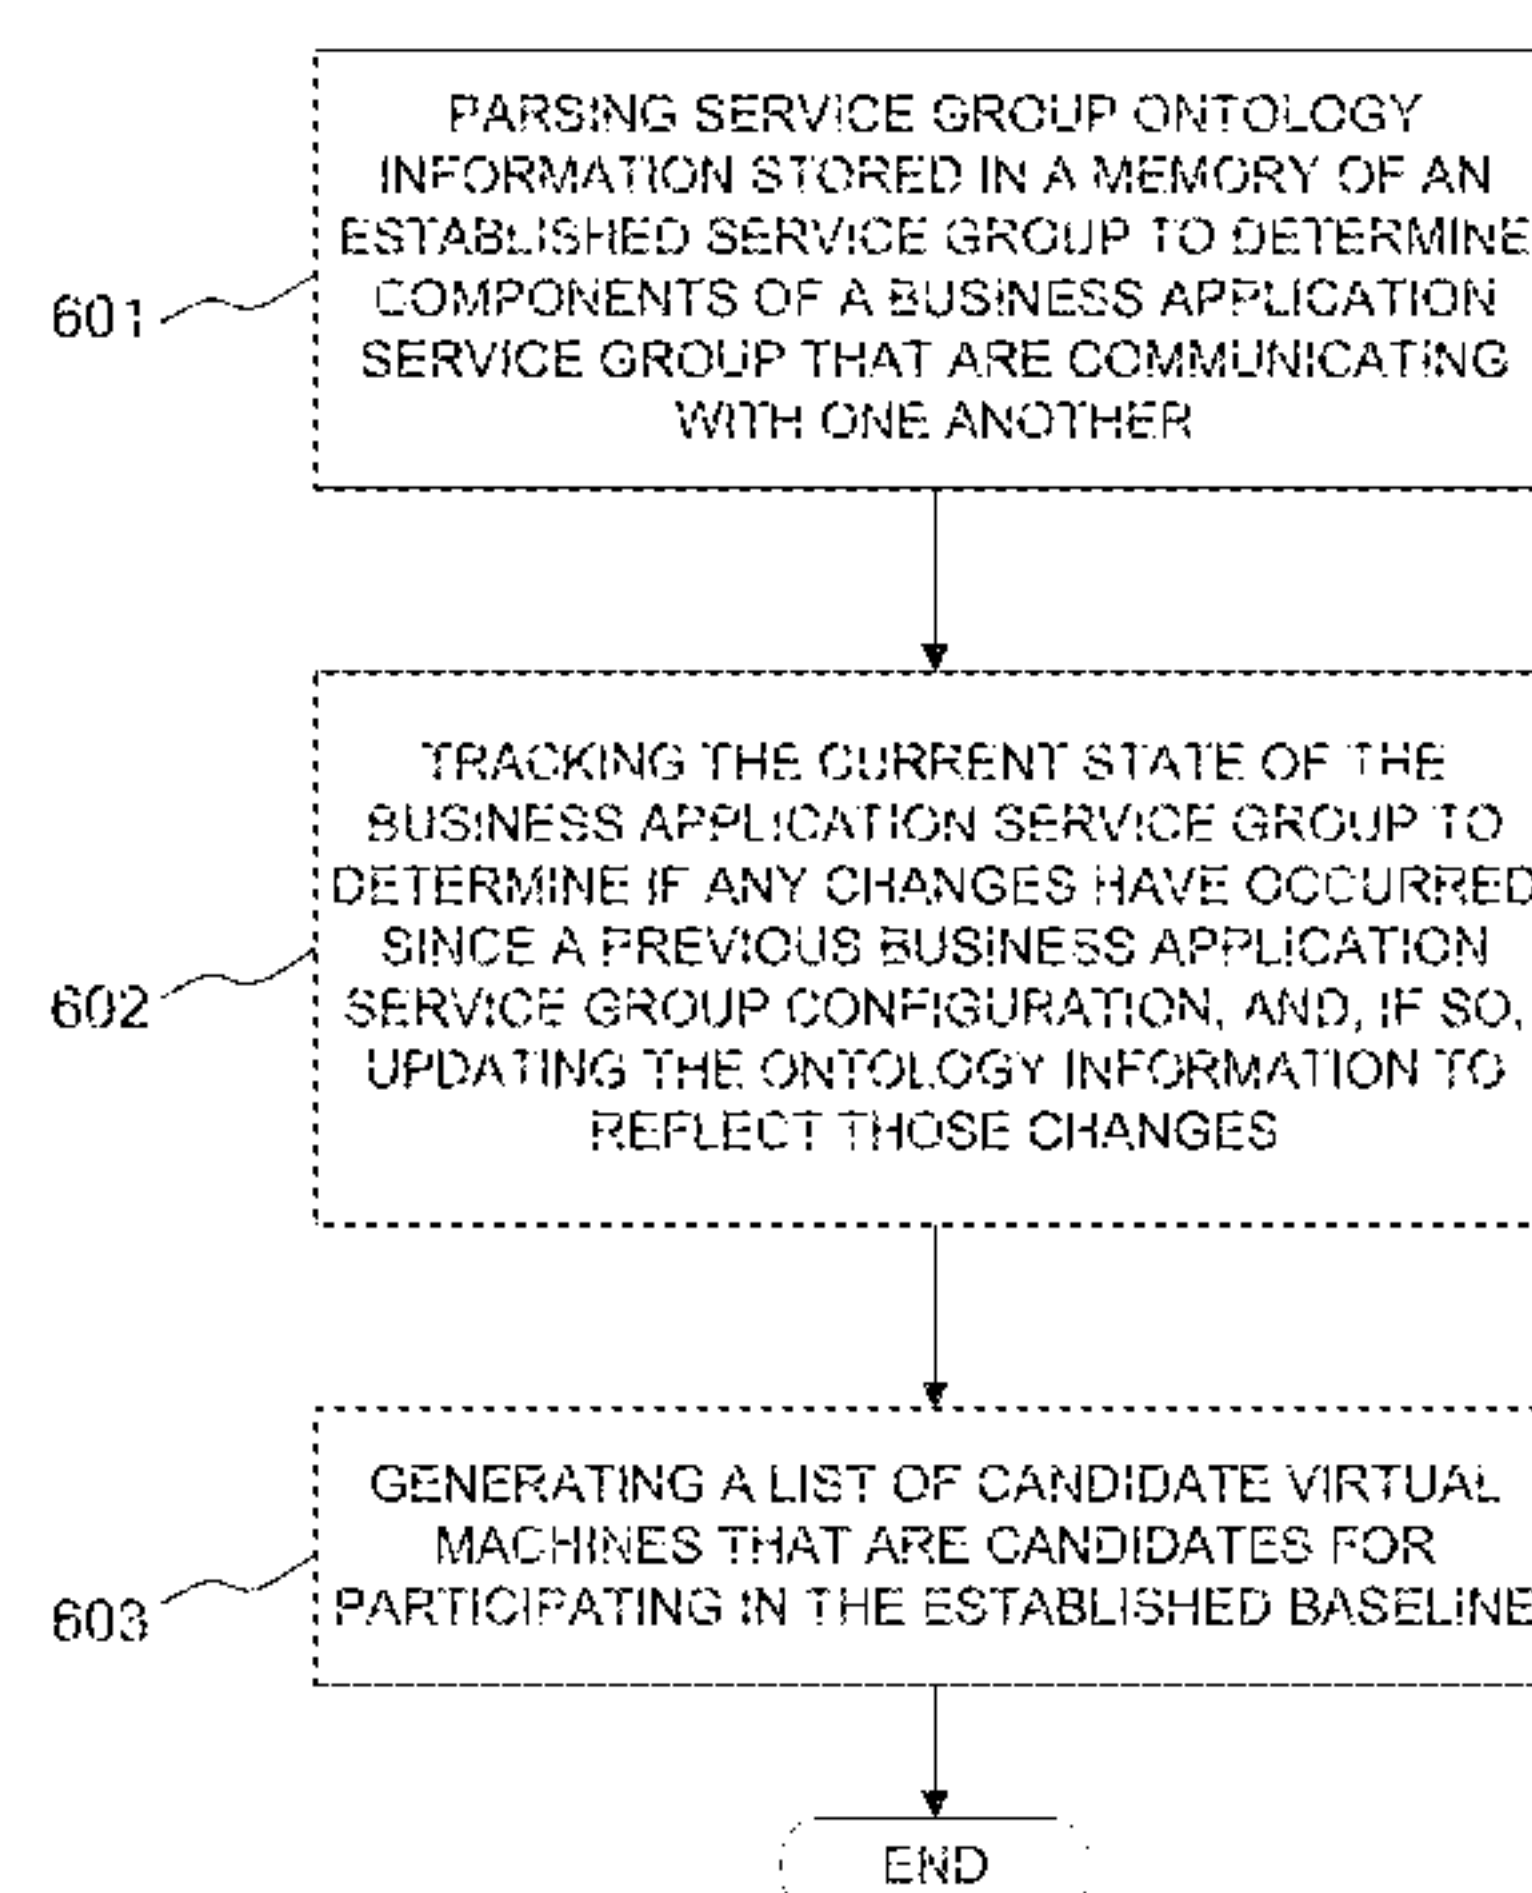 PARSING SERVICE GROUP ONTOLOGY
INFORMATION STORED IN A MEMORY OF AN
ESTABLISHED SERVICE GROUP TO DETERMINE
COMPONENTS OF A BUSINESS APPLICATION
SERVICE GROUP THAT ARE COMMUNICATING
WITH ONE ANOTHER
601
TRACKING THE CURRENT STATE OF THE
BUSINESS APPLICATION SERVICE GROUP TO
DETERMINE IF ANY CHANGES HAVE OCCURRED
SINCE A PREVIOUS BUSINESS APPLICATION
SERVICE GROUP CONFIGURATION, AND, IF SO,
UPDATING THE ONTOLOGY INFORMATION TO
REFLECT THOSE CHANGES
602
GENERATING A LIST OF CANDIDATE VIRTUAL
MACHINES THAT ARE CANDIDATES FOR
PARTICIPATING IN THE ESTABLISHED BASELINE
603
END